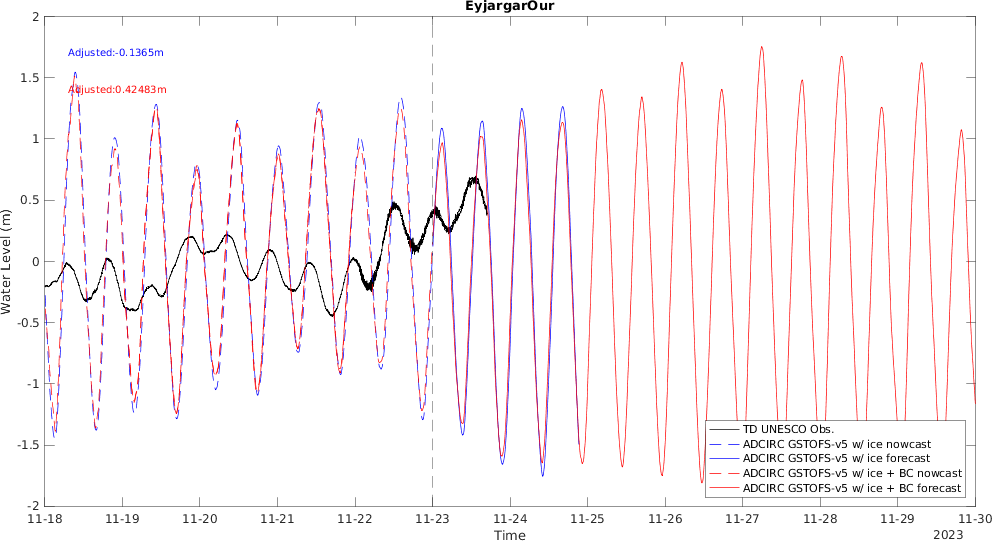 EyjargarOur
Adjusted:-0.1365m
Adjusted:0.42483m
Water Level (m)
2
1.5
1
0.5
0
-0.5
-1
-1.5
-2
TD UNESCO Obs.
ADCIRC GSTOFS-v5 w/ ice nowcast
ADCIRC GSTOFS-v5 w/ ice forecast
ADCIRC GSTOFS-v5 w/ ice + BC nowcast
ADCIRC GSTOFS-v5 w/ ice + BC forecast
11-18 11-19 11-20 11-21 11-22 11-23 11-24 11-25 11-26 11-27 11-28 11-29 11-30
Time
2023